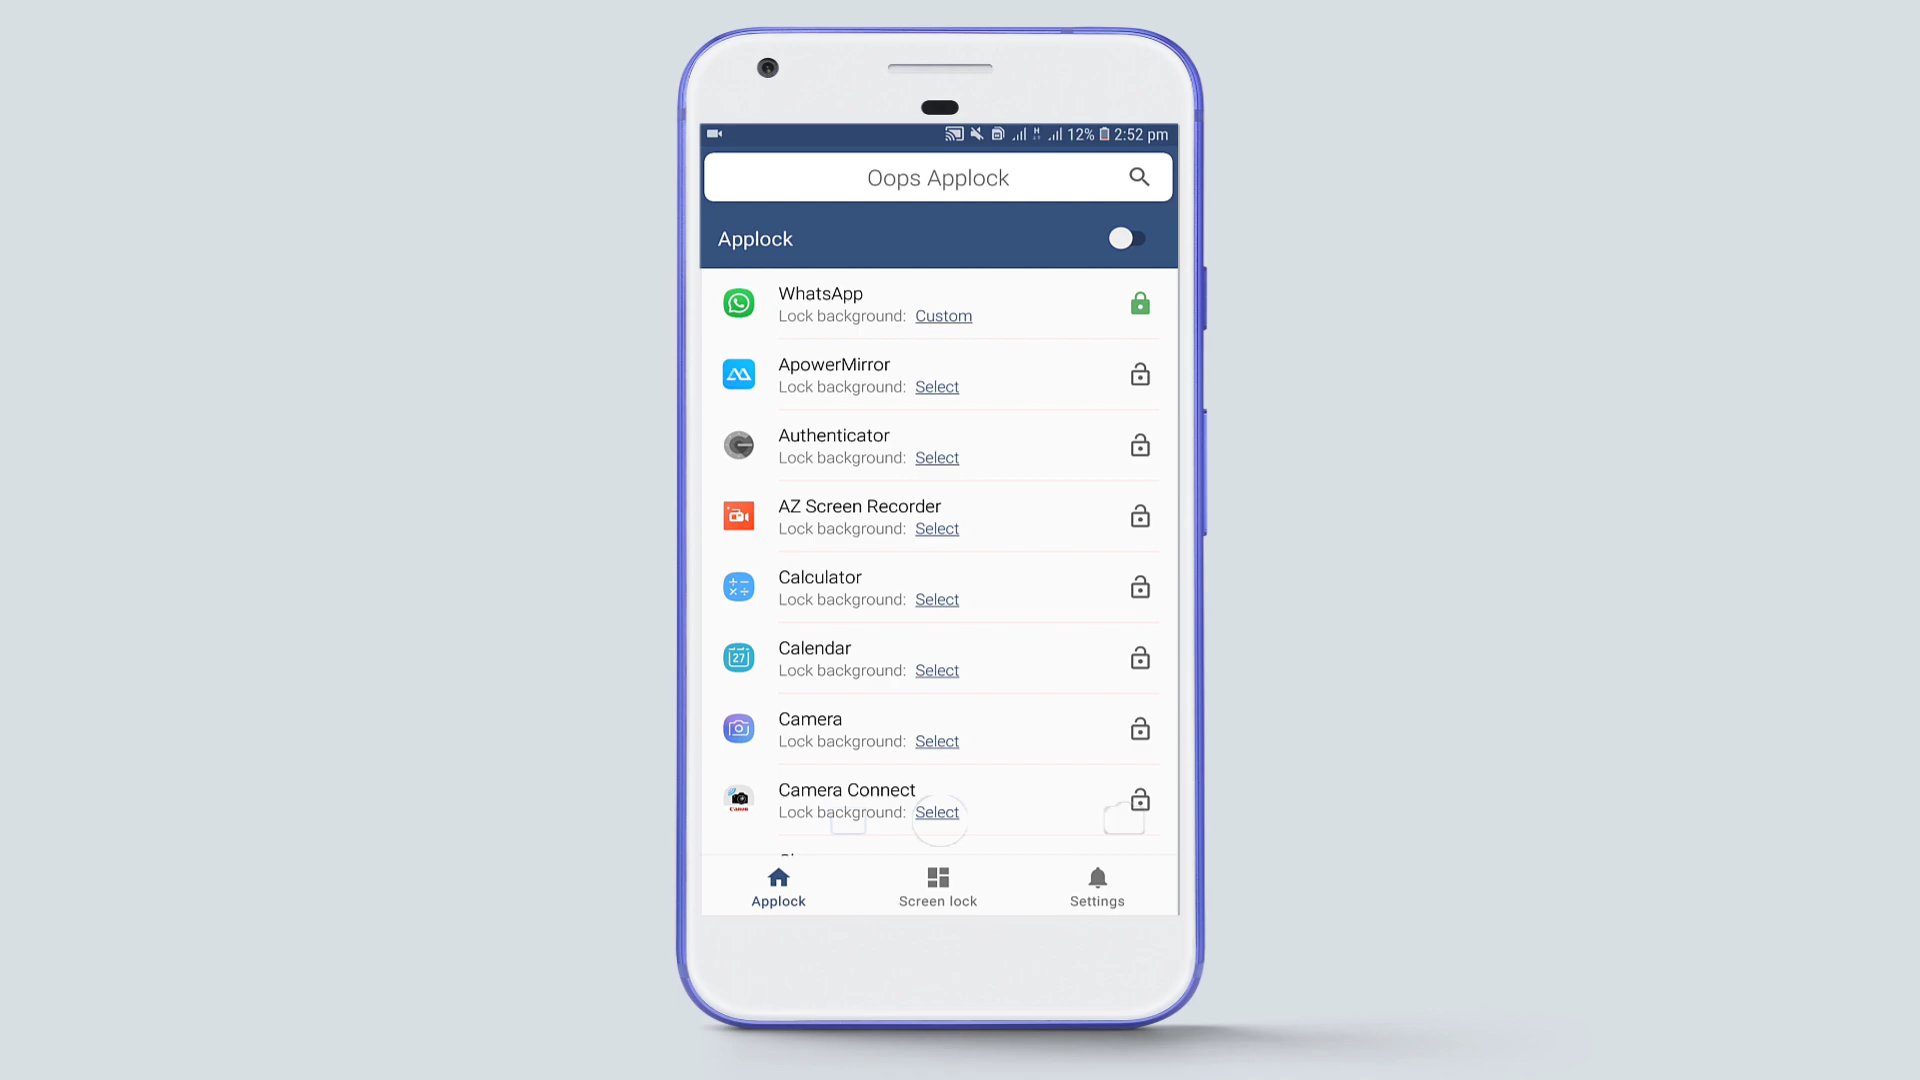 12% 2:52 pm
Oops Applock
Applock
WhatsApp
Lock background: Custom
ApowerMirror
Lock background: Select
Authenticator
Lock background: Select
AZ Screen Recorder
Lock background: Select
Calculator
Lock background: Select
27
Calendar
Lock background: Select
Camera
Lock background: Select
Canon
Camera Connect
Lock background: Select
Applock
Screen lock
Settings